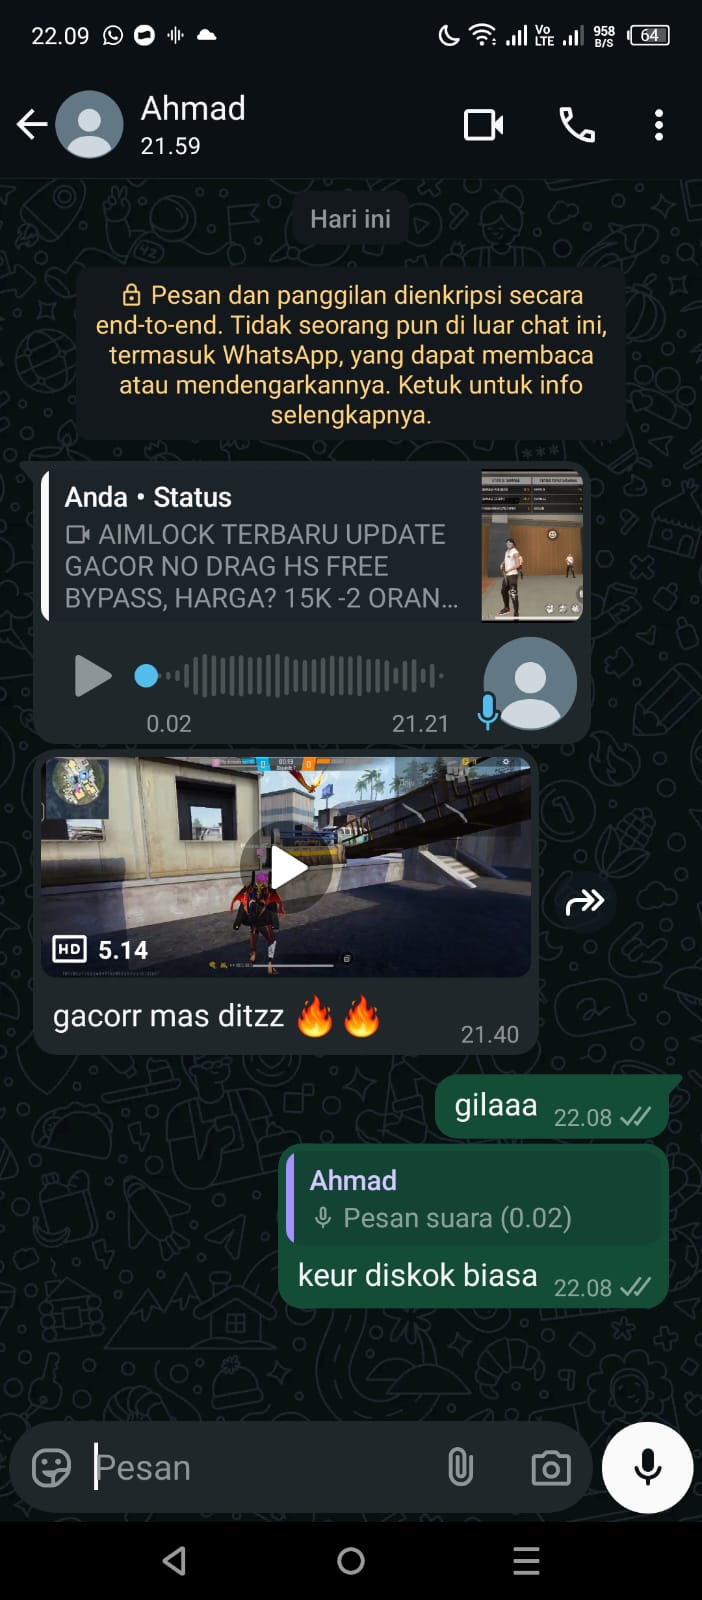 22.09
Vo LTE 958 B/S 64
Ahmad
21.59
Hari ini
Pesan dan panggilan dienkripsi secara
end-to-end. Tidak seorang pun di luar chat ini,
termasuk WhatsApp, yang dapat membaca
atau mendengarkannya. Ketuk untuk info
selengkapnya.
Anda • Status
AIMLOCK TERBARU UPDATE
GACOR NO DRAG HS FREE
BYPASS, HARGA? 15K -2 ORAN...
0.02 21.21
HD 5.14
gacorr mas ditzz 🔥🔥
21.40
gilaaa 22.08
Ahmad
Pesan suara (0.02)
keur diskok biasa 22.08
Pesan